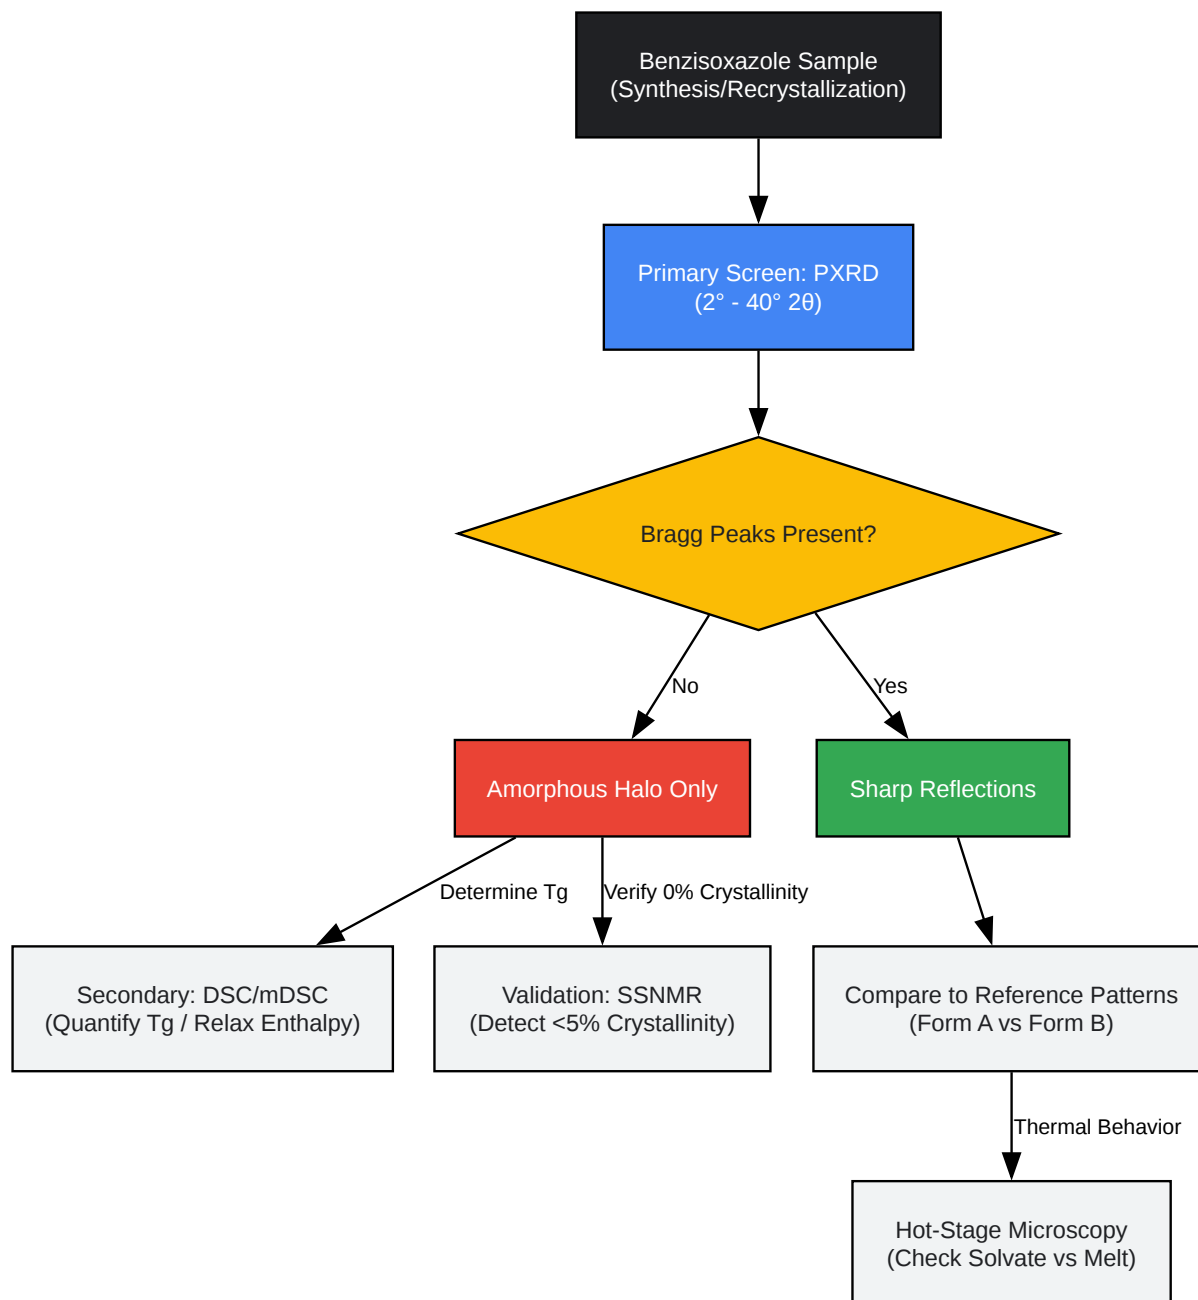 Benzisoxazole Sample
(Synthesis/Recrystallization)
Primary Screen: PXRD
(2° - 40° 2θ)
Bragg Peaks Present?
No
Yes
Amorphous Halo Only
Sharp Reflections
Determine Tg
Verify 0% Crystallinity
Secondary: DSC/mDSC
(Quantify Tg / Relax Enthalpy)
Validation: SSNMR
(Detect <5% Crystallinity)
Compare to Reference Patterns
(Form A vs Form B)
Thermal Behavior
Hot-Stage Microscopy
(Check Solvate vs Melt)